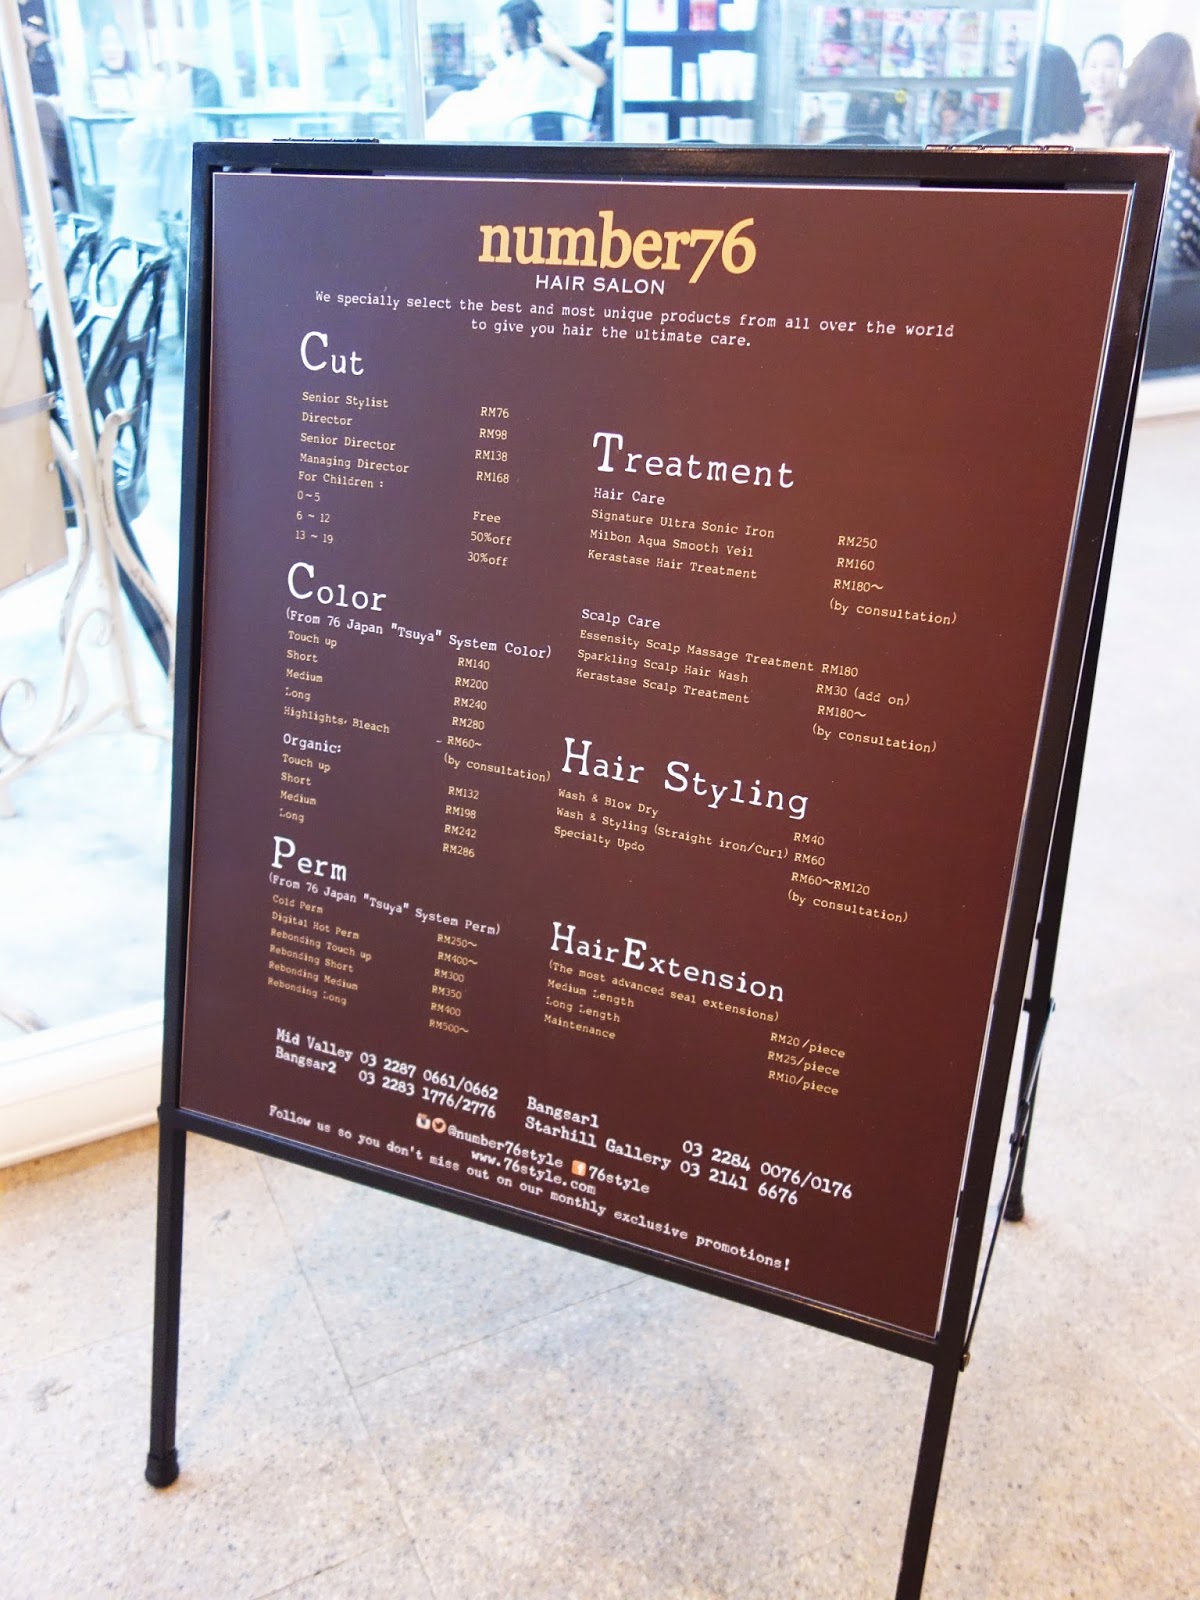 number76
HAIR SALON
We specially select the best and most unique products from all over the world
to give you hair the ultimate care.
Cut
Senior Stylist RM76
Director RM98
Senior Director RM138
Managing Director RM168
For Children :
0~5 Free
6 ~ 12 50%off
13 ~ 19 30%off
Color
(From 76 Japan "Tsuya" System Color)
Touch up RM140
Short RM200
Medium RM240
Long RM280
Highlights, Bleach RM60~
(by consultation)
Organic:
Touch up RM132
Short RM198
Medium RM242
Long RM286
Perm
(From 76 Japan "Tsuya" System Perm)
Cold Perm RM250~
Digital Hot Perm RM400~
Rebonding Touch up RM300
Rebonding Short RM350
Rebonding Medium RM400
Rebonding Long RM500~
Treatment
Hair Care
Signature Ultra Sonic Iron RM250
Milbon Aqua Smooth Veil RM160
Kerastase Hair Treatment RM180~
(by consultation)
Scalp Care
Essensity Scalp Massage Treatment RM180
Sparkling Scalp Hair Wash RM30 (add on)
Kerastase Scalp Treatment RM180~
(by consultation)
Hair Styling
Wash & Blow Dry RM40
Wash & Styling (Straight iron/Curl) RM60
Specialty Updo RM60~RM120
(by consultation)
HairExtension
(The most advanced seal extensions)
Medium Length RM20/piece
Long Length RM25/piece
Maintenance RM10/piece
Mid Valley 03 2287 0661/0662
Bangsar2 03 2283 1776/2776
Bangsar1 03 2284 0076/0176
Starhill Gallery 03 2141 6676
@number76style 76style
www.76style.com
Follow us so you don't miss out on our monthly exclusive promotions!